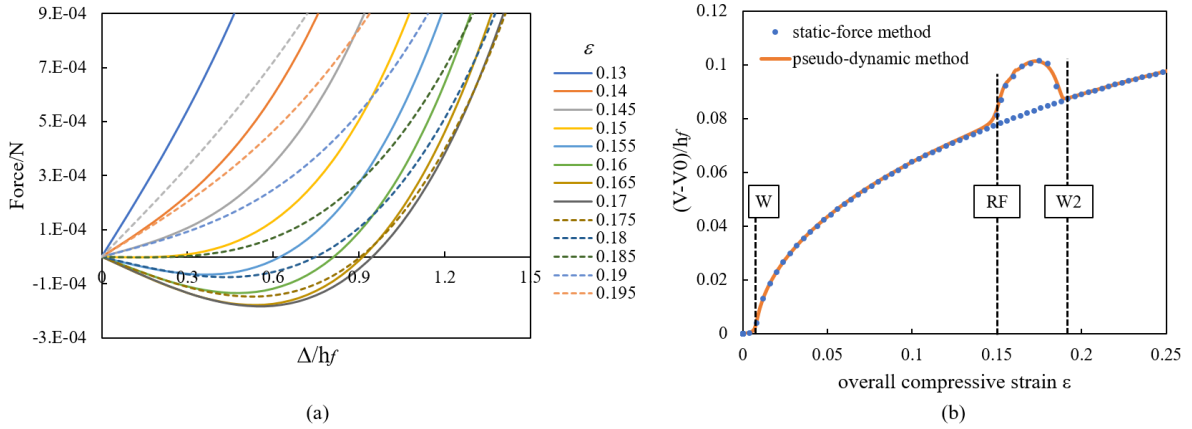 9.E-04
7.E-04
5.E-04
3.E-04
1.E-04
-1.E-04
-3.E-04
Force/N
0 0.3 0.6 0.9 1.2 1.5
Δ/hf
ε
0.13
0.14
0.145
0.15
0.155
0.16
0.165
0.17
0.175
0.18
0.185
0.19
0.195
(a)
0.12
0.1
0.08
0.06
0.04
0.02
0
(V-V0)/hf
static-force method
pseudo-dynamic method
W
RF
W2
0 0.05 0.1 0.15 0.2 0.25
overall compressive strain ε
(b)